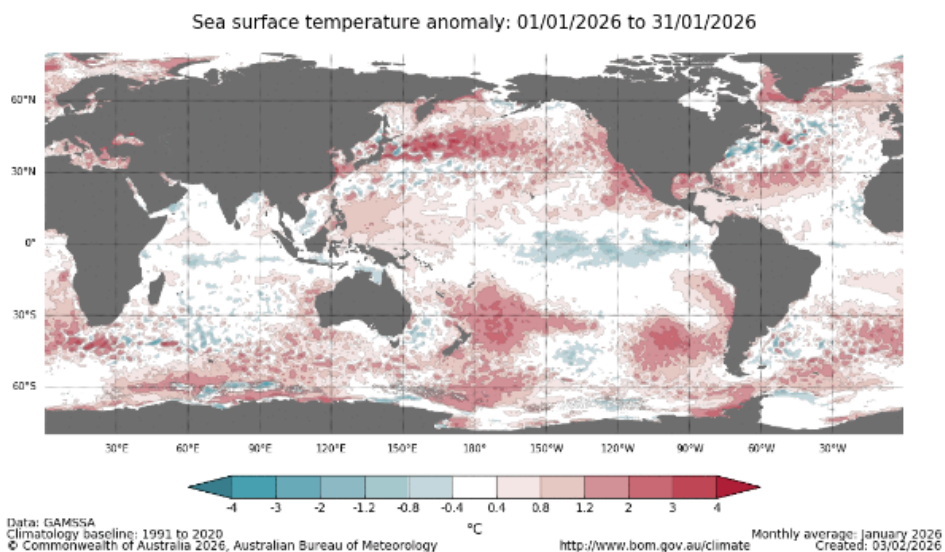 Sea surface temperature anomaly: 01/01/2026 to 31/01/2026
60°N
30°N
0°
30°S
60°S
30°E 60°E 90°E 120°E 150°E 180° 150°W 120°W 90°W 60°W 30°W
-4 -3 -2 -1.2 -0.8 -0.4 0.4 0.8 1.2 2 3 4
°C
Data: GAMSSA
Climatology baseline: 1991 to 2020
© Commonwealth of Australia 2026, Australian Bureau of Meteorology
http://www.bom.gov.au/climate
Monthly average: January 2026
Created: 03/02/2026